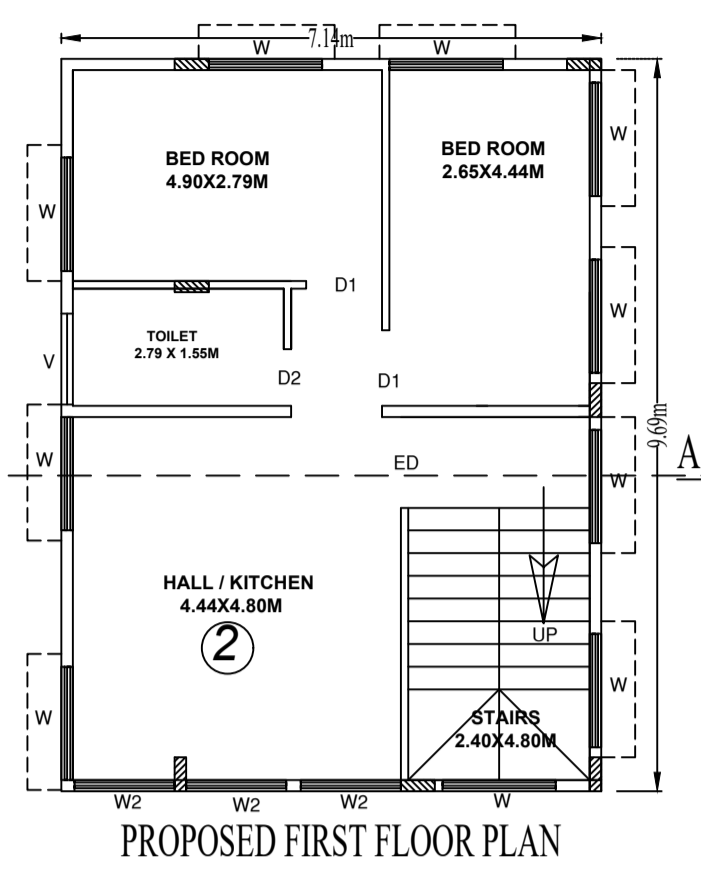 7.14m
W
W
BED ROOM
4.90X2.79M
BED ROOM
2.65X4.44M
W
W
D1
W
TOILET
2.79 X 1.55M
V
D2
D1
9.69m
W
ED
W
A
HALL / KITCHEN
4.44X4.80M
2
UP
W
W
STAIRS
2.40X4.80M
W2
W2
W2
W
PROPOSED FIRST FLOOR PLAN